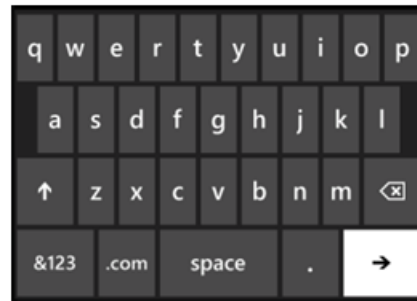 q w e r t y u i o p
a s d f g h j k l
↑ z x c v b n m ⌫
&123 .com space . →